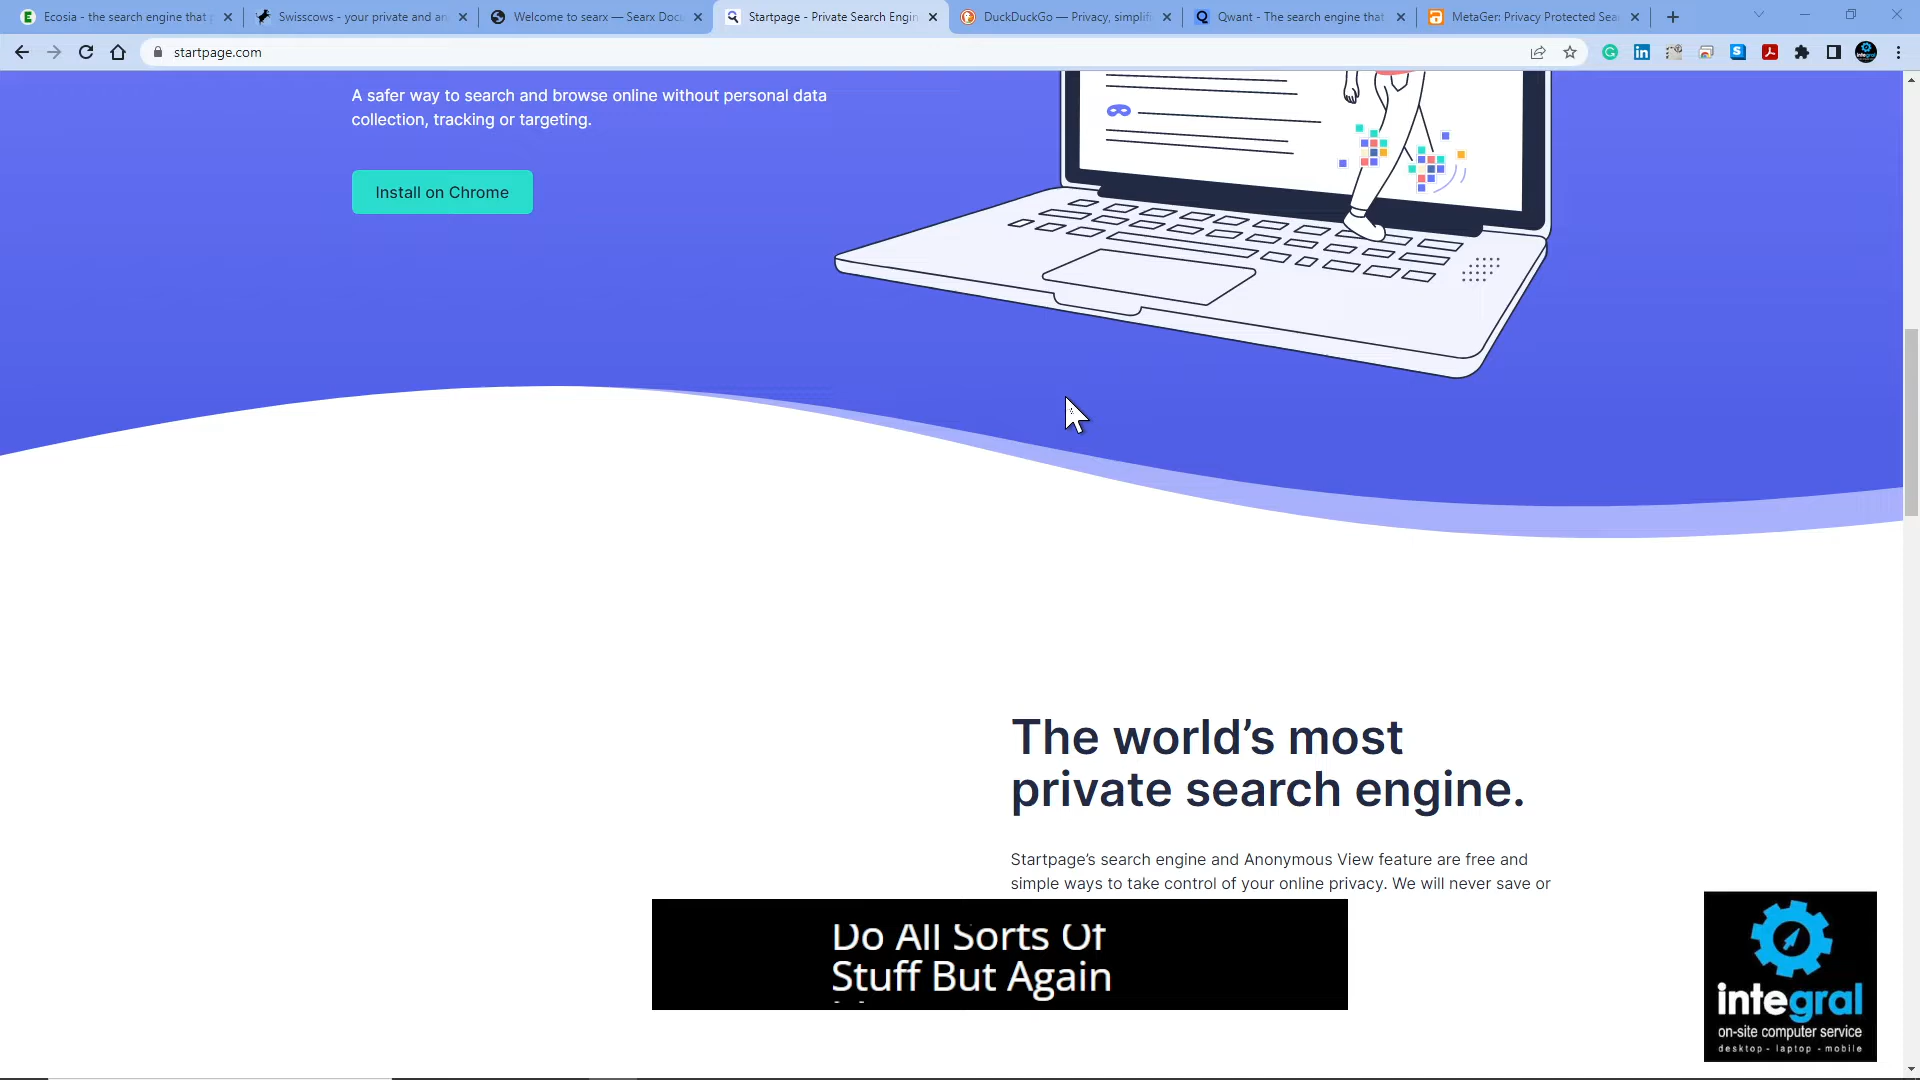 Ecosia - the search engine that
Swisscows - your private and an
Welcome to searx — Searx Doc
Startpage - Private Search Engin
DuckDuckGo — Privacy, simplifi
Qwant - The search engine that
MetaGer: Privacy Protected Sea
startpage.com
A safer way to search and browse online without personal data
collection, tracking or targeting.
Install on Chrome
The world’s most
private search engine.
Startpage’s search engine and Anonymous View feature are free and
simple ways to take control of your online privacy. We will never save or
Do All Sorts Of
Stuff But Again
integral
on-site computer service
desktop - laptop - mobile